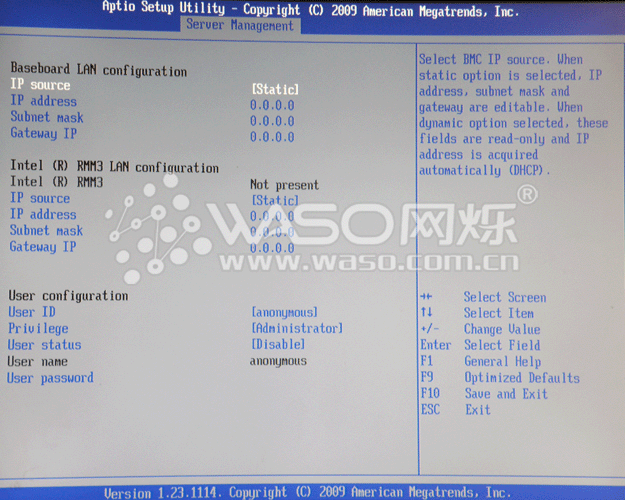 Aptio Setup Utility - Copyright (C) 2009 American Megatrends, Inc.
Server Management
Baseboard LAN configuration
IP source [Static]
IP address 0.0.0.0
Subnet mask 0.0.0.0
Gateway IP 0.0.0.0
Intel (R) RMM3 LAN configuration
Intel (R) RMM3 Not present
IP source [Static]
IP address 0.0.0.0
Subnet mask 0.0.0.0
Gateway IP 0.0.0.0
User configuration
User ID [anonymous]
Privilege [Administrator]
User status [Disable]
User name anonymous
User password
Select BMC IP source. When
static option is selected, IP
address, subnet mask and
gateway are editable. When
dynamic option selected, these
fields are read-only and IP
address is acquired
automatically (DHCP).
→← Select Screen
↑↓ Select Item
+/- Change Value
Enter Select Field
F1 General Help
F9 Optimized Defaults
F10 Save and Exit
ESC Exit
WASO网烁®
www.waso.com.cn
Version 1.23.1114. Copyright (C) 2009 American Megatrends, Inc.